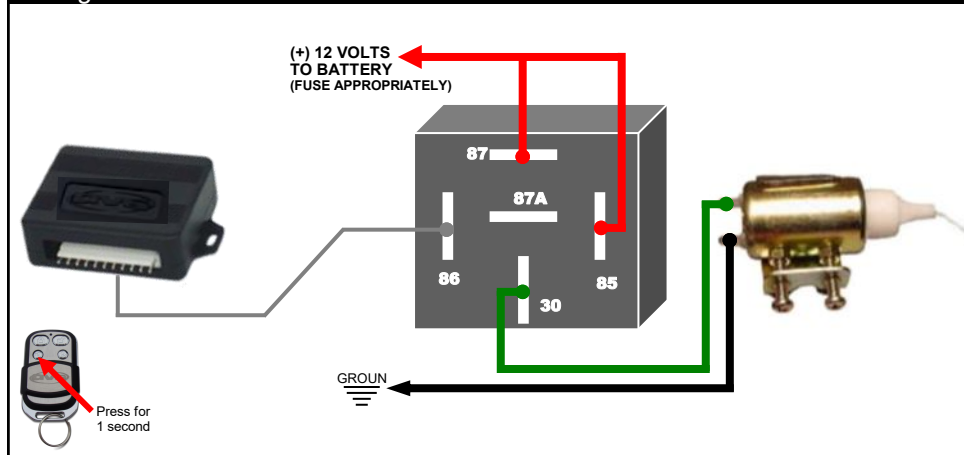 (+) 12 VOLTS
TO BATTERY
(FUSE APPROPRIATELY)
87
87A
86
85
30
GROUN
Press for
1 second